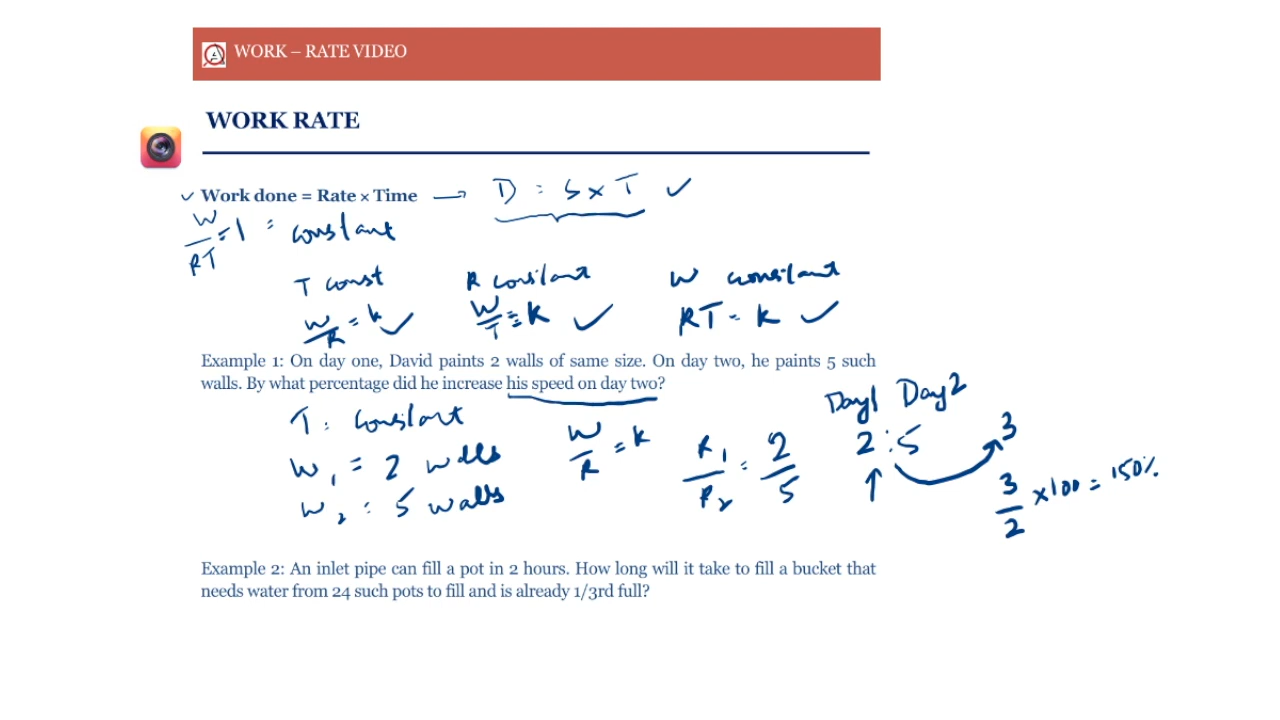 WORK – RATE VIDEO
WORK RATE
✓ Work done = Rate × Time → D = S × T ✓
W/RT = 1 = constant
T const R constant W constant
W/R = k ✓ W/T = k ✓ RT = k ✓
Example 1: On day one, David paints 2 walls of same size. On day two, he paints 5 such
walls. By what percentage did he increase his speed on day two?
T = constant
W1 = 2 walls
W2 = 5 walls
W/R = k
R1/R2 = 2/5
Day1 Day2
2 : 5 3
3/2 × 100 = 150%
Example 2: An inlet pipe can fill a pot in 2 hours. How long will it take to fill a bucket that
needs water from 24 such pots to fill and is already 1/3rd full?